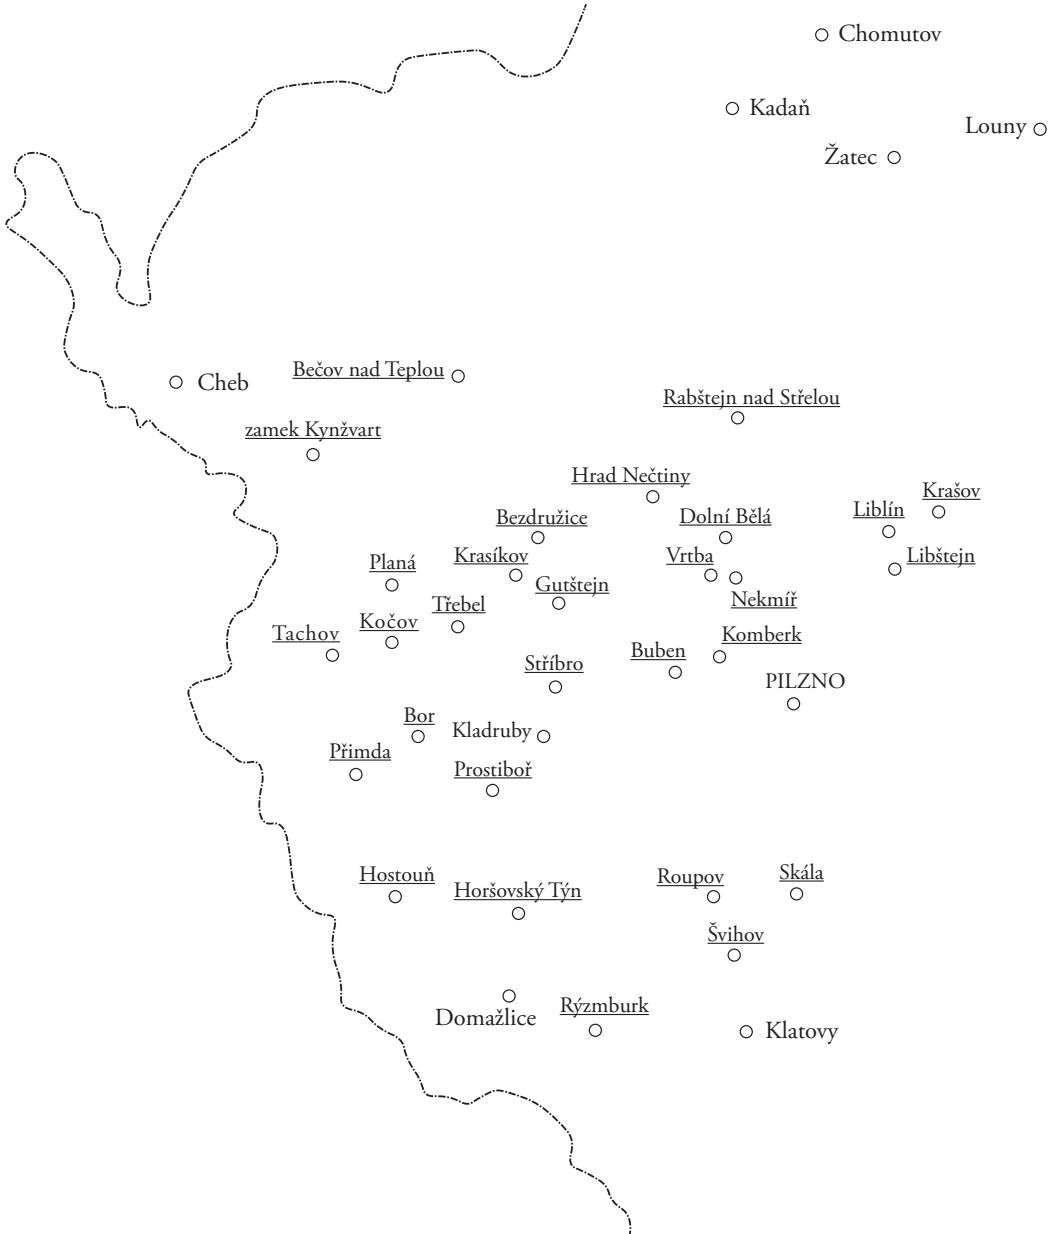 Chomutov
Kadaň
Louny
Žatec
Cheb
Bečov nad Teplou
Rabštejn nad Střelou
zamek Kynžvart
Hrad Nečtiny
Krašov
Liblín
Bezdružice
Dolní Bělá
Krasíkov
Vrtba
Libštejn
Planá
Gutštejn
Nekmíř
Třebel
Kočov
Tachov
Komberk
Buben
Stříbro
PILZNO
Bor
Kladruby
Přimda
Prostiboř
Hostouň
Horšovský Týn
Roupov
Skála
Švihov
Domažlice
Rýzmburk
Klatovy